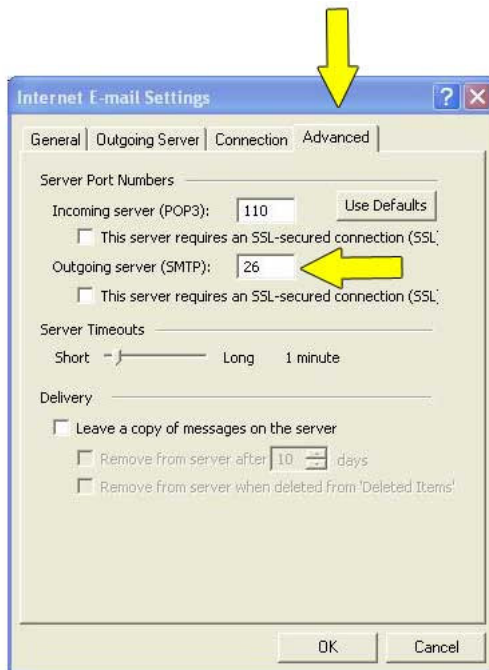 Internet E-mail Settings
General Outgoing Server Connection Advanced
Server Port Numbers
Incoming server (POP3): 110 Use Defaults
This server requires an SSL-secured connection (SSL)
Outgoing server (SMTP): 26
This server requires an SSL-secured connection (SSL)
Server Timeouts
Short Long 1 minute
Delivery
Leave a copy of messages on the server
Remove from server after 10 days
Remove from server when deleted from 'Deleted Items'
OK Cancel